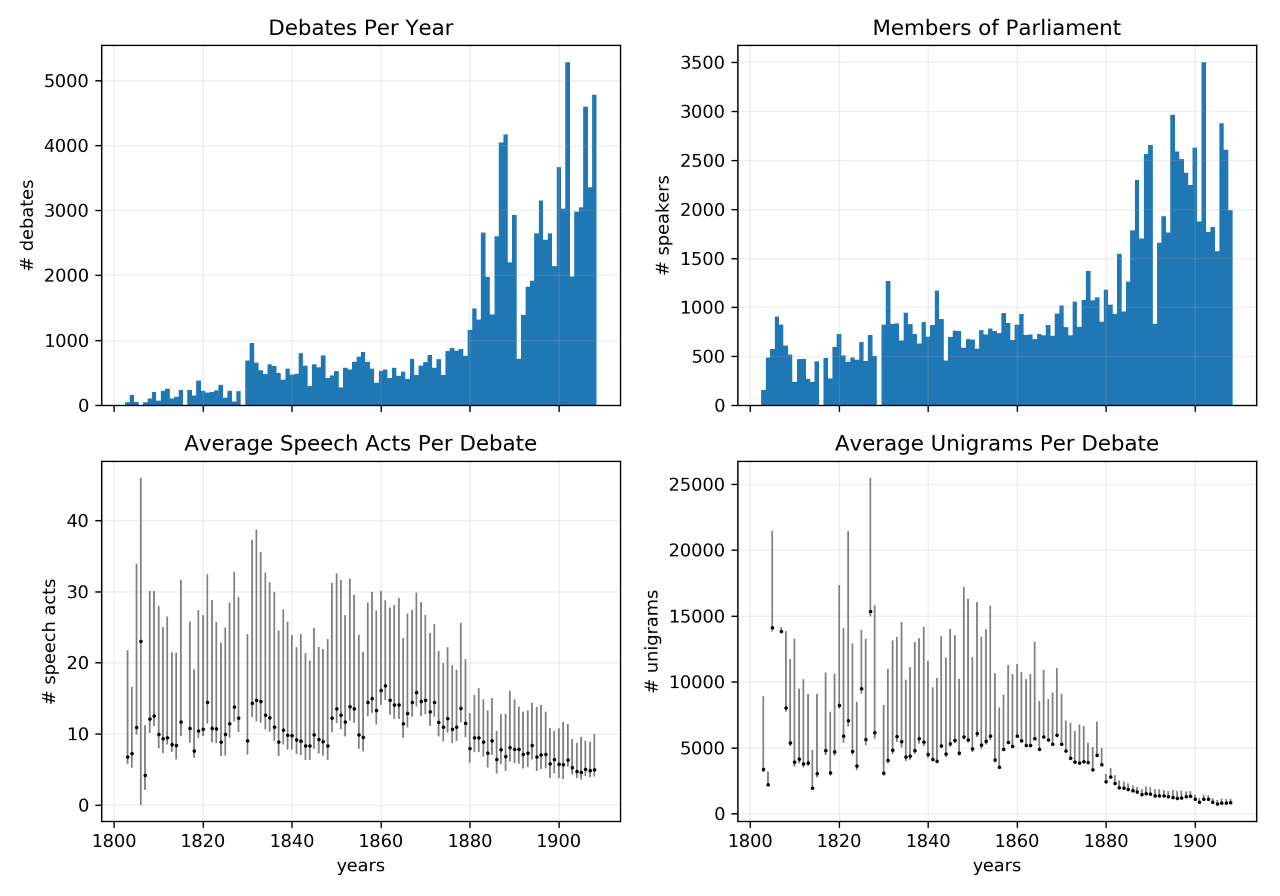 Debates Per Year
# debates
5000
4000
3000
2000
1000
0
Members of Parliament
# speakers
3500
3000
2500
2000
1500
1000
500
0
Average Speech Acts Per Debate
# speech acts
40
30
20
10
0
1800 1820 1840 1860 1880 1900
years
Average Unigrams Per Debate
# unigrams
25000
20000
15000
10000
5000
0
1800 1820 1840 1860 1880 1900
years